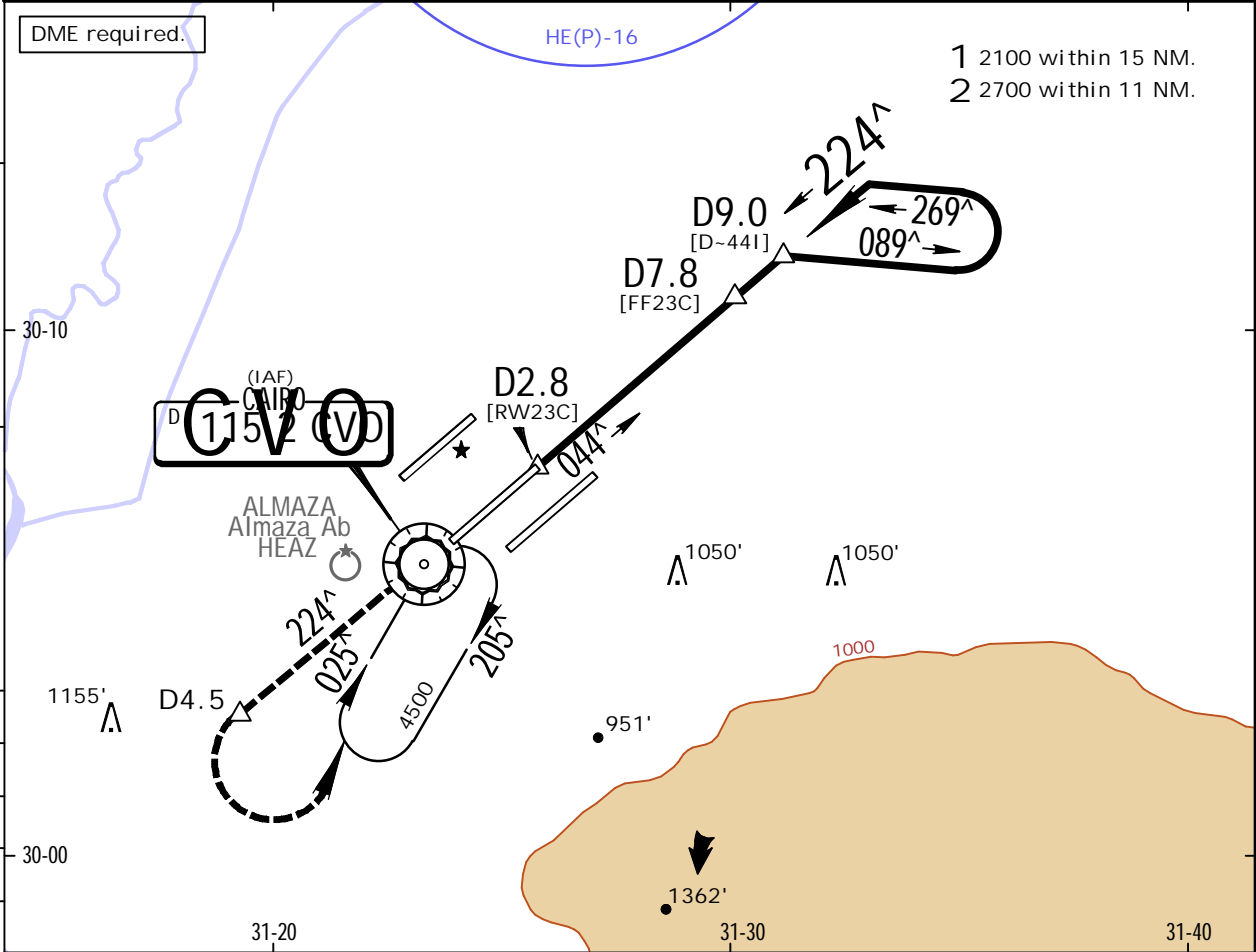 DME required.
HE(P)-16
1 2100 within 15 NM.
2 2700 within 11 NM.
224^
269^
089^
D9.0
[D~44I]
D7.8
[FF23C]
30-10
D2.8
[RW23C]
044^
(IAF)
CAIRO
D 115.2 CVO
CVO
ALMAZA
Almaza Ab
HEAZ
1050'
1050'
224^
025^
205^
4500
1000
1155'
D4.5
951'
30-00
1362'
31-20
31-30
31-40